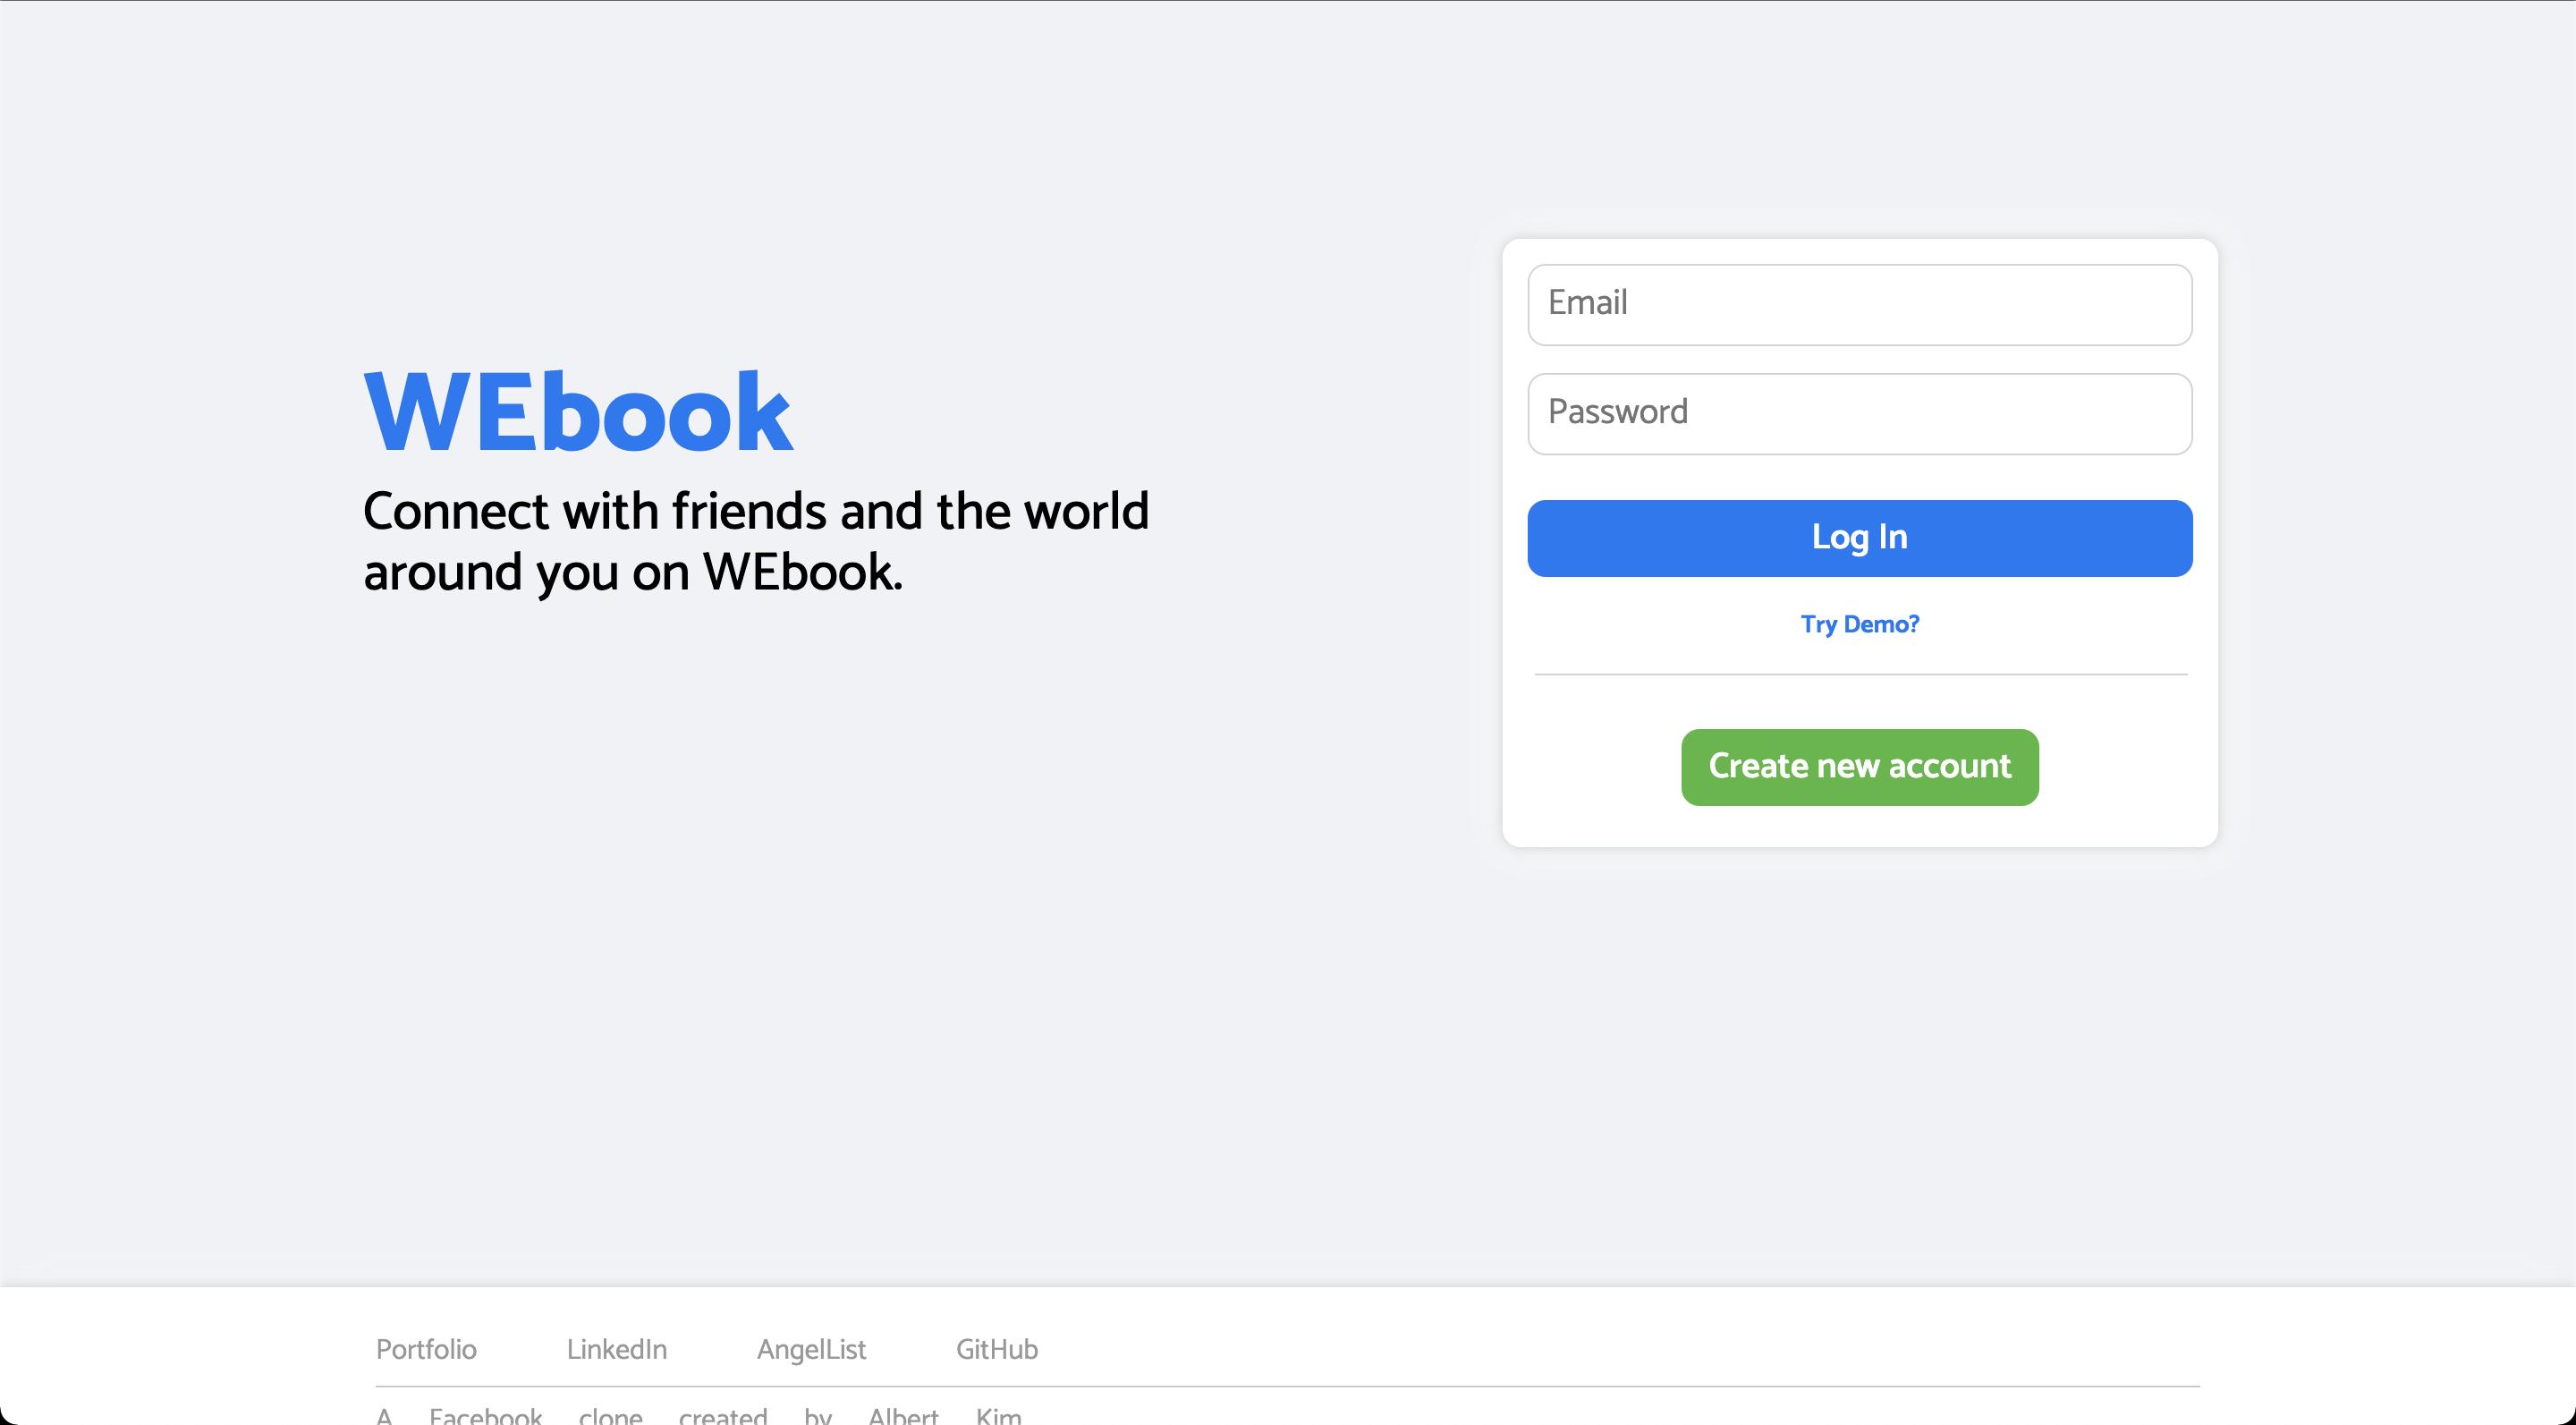 WEbook
Connect with friends and the world
around you on WEbook.
Email
Password
Log In
Try Demo?
Create new account
Portfolio LinkedIn AngelList GitHub
A Facebook clone created by Albert Kim